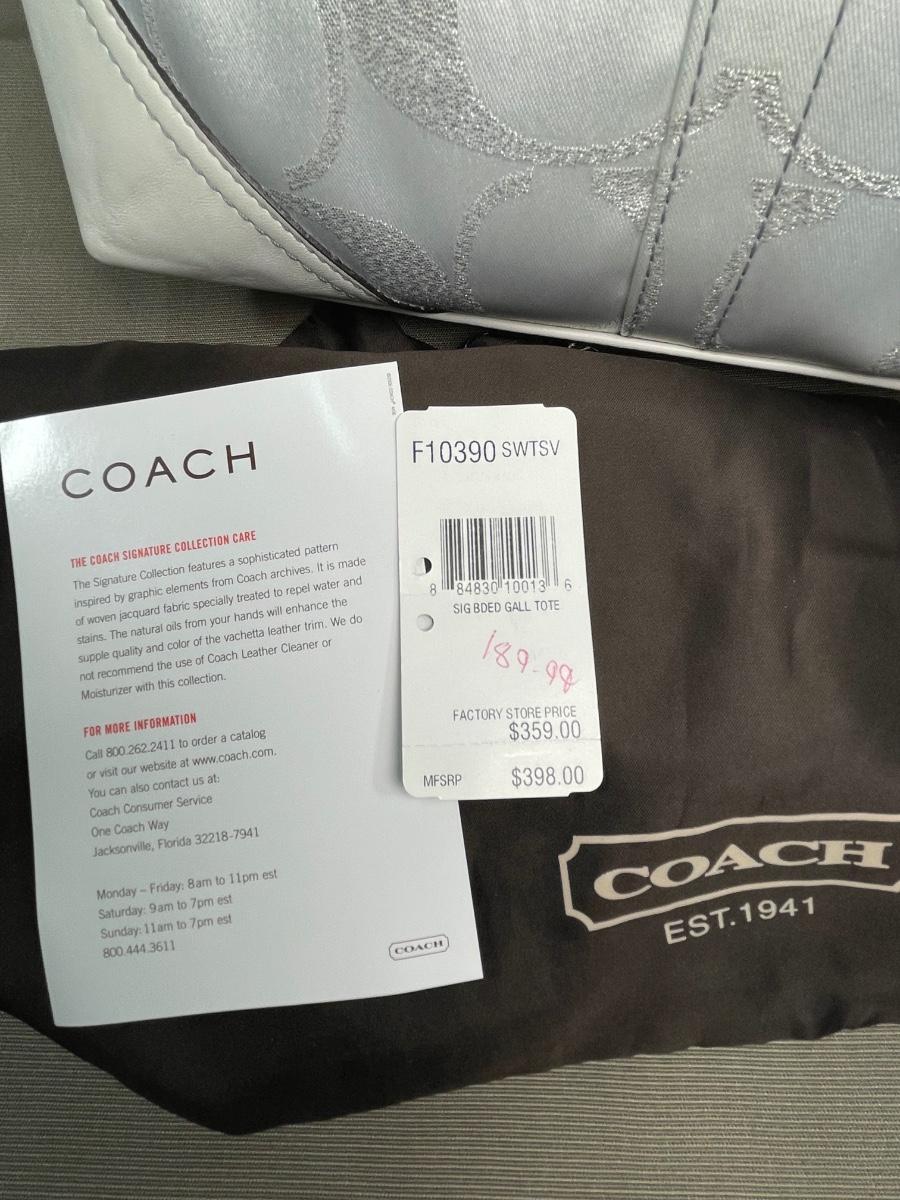 COACH
THE COACH SIGNATURE COLLECTION CARE
The Signature Collection features a sophisticated pattern
inspired by graphic elements from Coach archives. It is made
of woven jacquard fabric specially treated to repel water and
stains. The natural oils from your hands will enhance the
supple quality and color of the vachetta leather trim. We do
not recommend the use of Coach Leather Cleaner or
Moisturizer with this collection.
FOR MORE INFORMATION
Call 800.262.2411 to order a catalog
or visit our website at www.coach.com.
You can also contact us at:
Coach Consumer Service
One Coach Way
Jacksonville, Florida 32218-7941
Monday – Friday: 8am to 11pm est
Saturday: 9am to 7pm est
Sunday: 11am to 7pm est
800.444.3611
COACH
F10390 SWTSV
8 84830 10013 6
SIG BDED GALL TOTE
189.99
FACTORY STORE PRICE
$359.00
MFSRP $398.00
COACH
EST. 1941